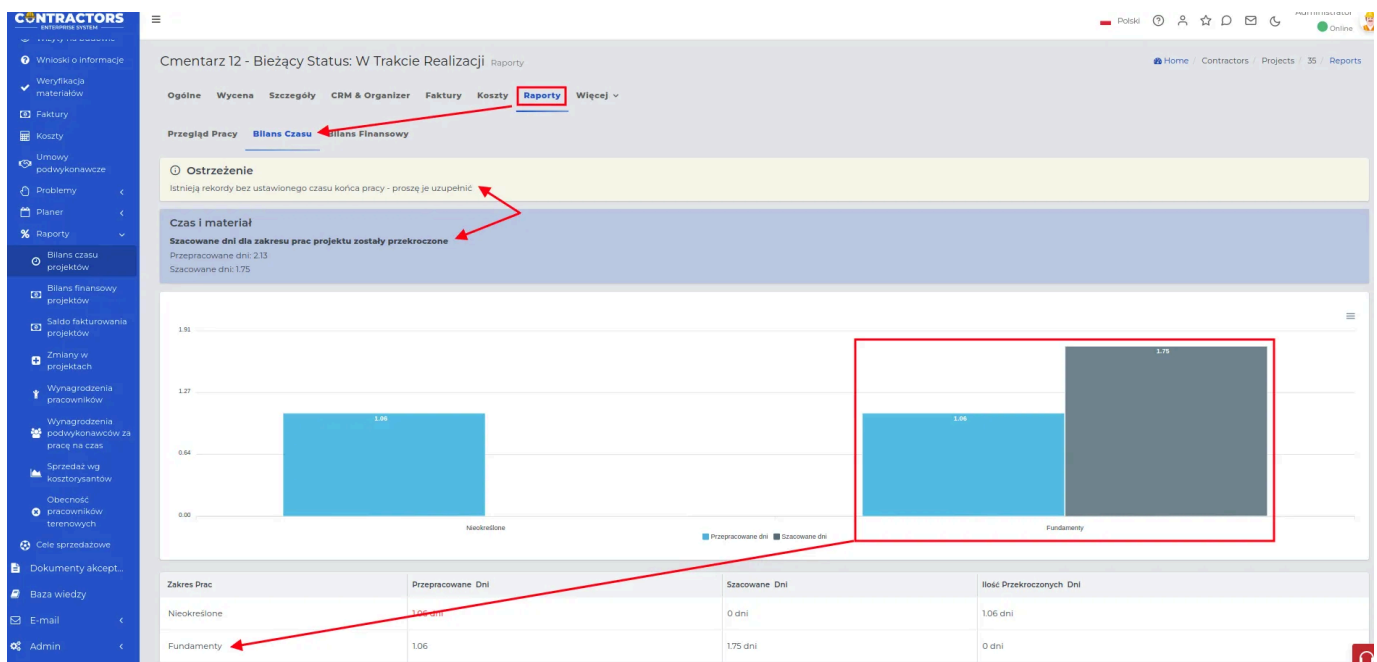 CONTRACTORS
ENTERPRISE SYSTEM
Polski
Administrator
Online
Wizyty na budowie
Wnioski o informacje
Weryfikacja
materiałów
Faktury
Koszty
Umowy
podwykonawcze
Problemy
Planer
Raporty
Bilans czasu
projektów
Bilans finansowy
projektów
Saldo fakturowania
projektów
Zmiany w
projektach
Wynagrodzenia
pracowników
Wynagrodzenia
podwykonawców za
pracę na czas
Sprzedaż wg
kosztorysantów
Obecność
pracowników
terenowych
Cele sprzedażowe
Dokumenty akcept...
Baza wiedzy
E-mail
Admin
Cmentarz 12 - Bieżący Status: W Trakcie Realizacji Raporty
Home / Contractors / Projects / 35 / Reports
Ogólne Wycena Szczegóły CRM & Organizer Faktury Koszty Raporty Więcej
Przegląd Pracy Bilans Czasu Bilans Finansowy
Ostrzeżenie
Istnieją rekordy bez ustawionego czasu końca pracy - proszę je uzupełnić
Czas i materiał
Szacowane dni dla zakresu prac projektu zostały przekroczone
Przepracowane dni: 2.13
Szacowane dni: 1.75
1.91
1.27
0.64
0.00
1.06
1.06
1.75
Nieokreślone
Fundamenty
Przepracowane dni Szacowane dni
Zakres Prac Przepracowane Dni Szacowane Dni Ilość Przekroczonych Dni
Nieokreślone 1.06 dni 0 dni 1.06 dni
Fundamenty 1.06 1.75 dni 0 dni